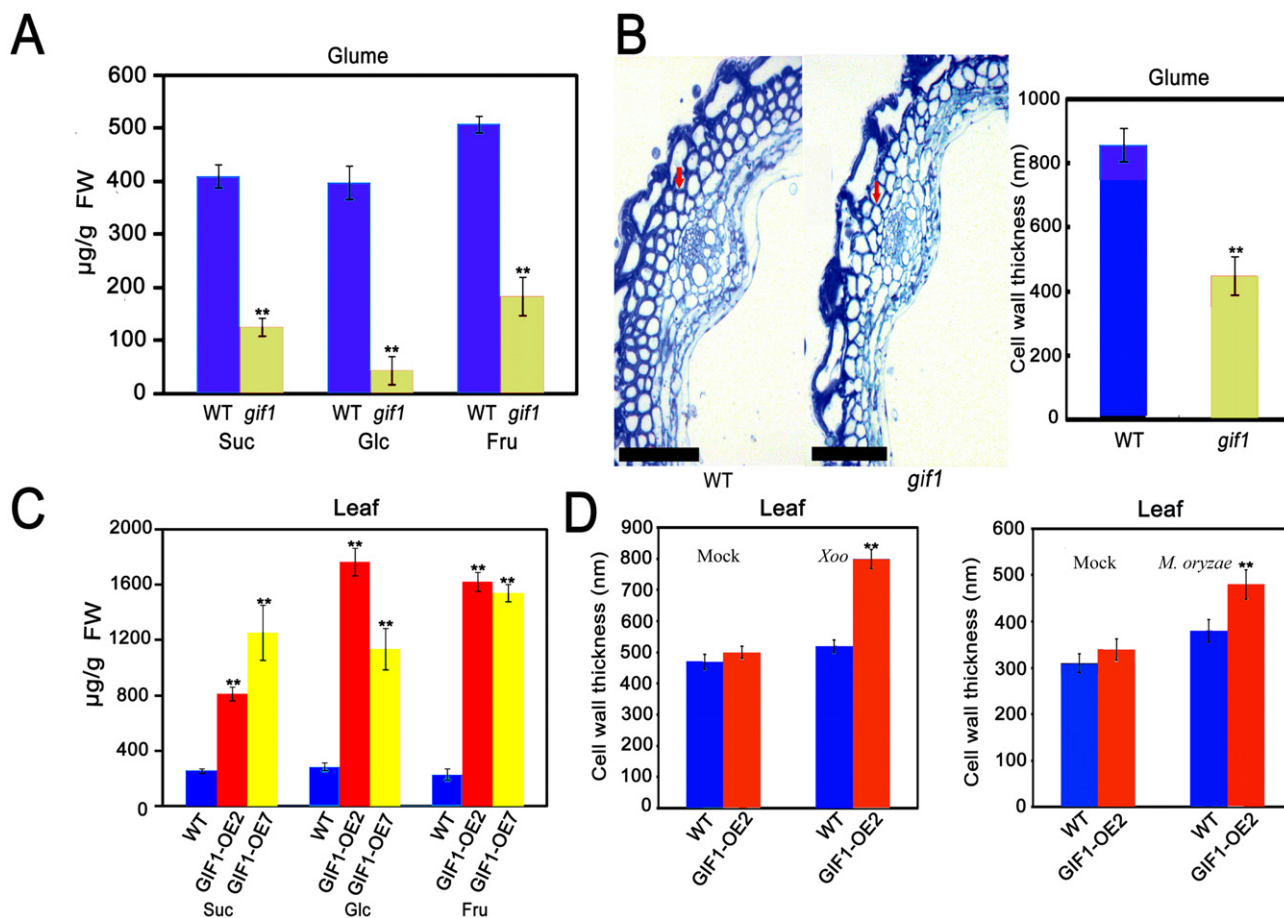 A
Glume
µg/g FW
600
500
400
300
200
100
0
**
**
**
WT gif1 WT gif1 WT gif1
Suc Glc Fru
B
WT gif1
Glume
Cell wall thickness (nm)
1000
800
600
400
200
0
**
WT gif1
C
Leaf
µg/g FW
2000
1600
1200
800
400
0
** ** ** ** ** **
WT GIF1-OE2 GIF1-OE7 WT GIF1-OE2 GIF1-OE7 WT GIF1-OE2 GIF1-OE7
Suc Glc Fru
D
Leaf
Cell wall thickness (nm)
900
800
700
600
500
400
300
200
100
0
Mock Xoo
**
WT GIF1-OE2 WT GIF1-OE2
Leaf
Cell wall thickness (nm)
600
500
400
300
200
100
0
Mock M. oryzae
**
WT GIF1-OE2 WT GIF1-OE2